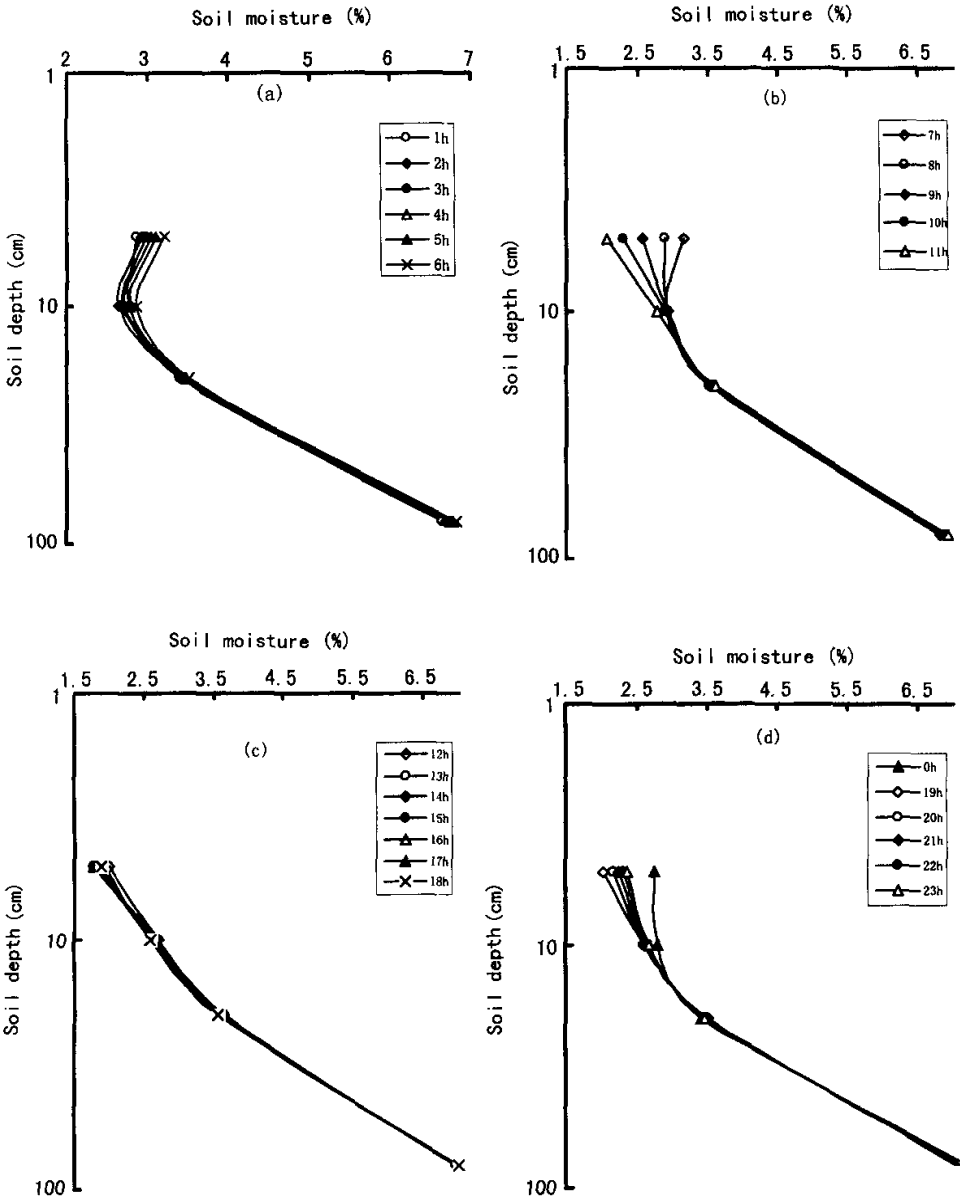 Soil moisture (%)
2 3 4 5 6 7
1
(a)
1h
2h
3h
4h
5h
6h
10
100
Soil depth (cm)
Soil moisture (%)
1.5 2.5 3.5 4.5 5.5 6.5
1
(b)
7h
8h
9h
10h
11h
10
100
Soil depth (cm)
Soil moisture (%)
1.5 2.5 3.5 4.5 5.5 6.5
1
(c)
12h
13h
14h
15h
16h
17h
18h
10
100
Soil depth (cm)
Soil moisture (%)
1.5 2.5 3.5 4.5 5.5 6.5
1
(d)
0h
19h
20h
21h
22h
23h
10
100
Soil depth (cm)